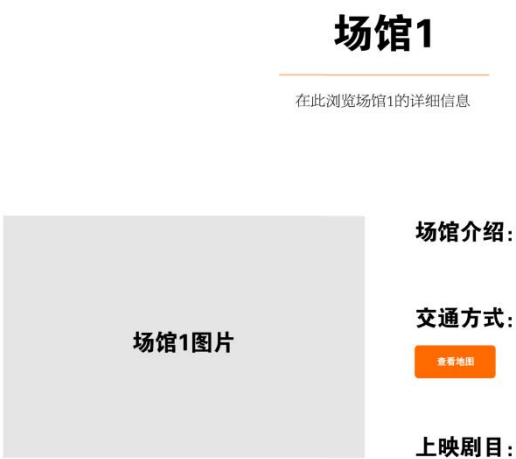 场馆1
在此浏览场馆1的详细信息
场馆介绍：
场馆1图片
交通方式：
查看地图
上映剧目：